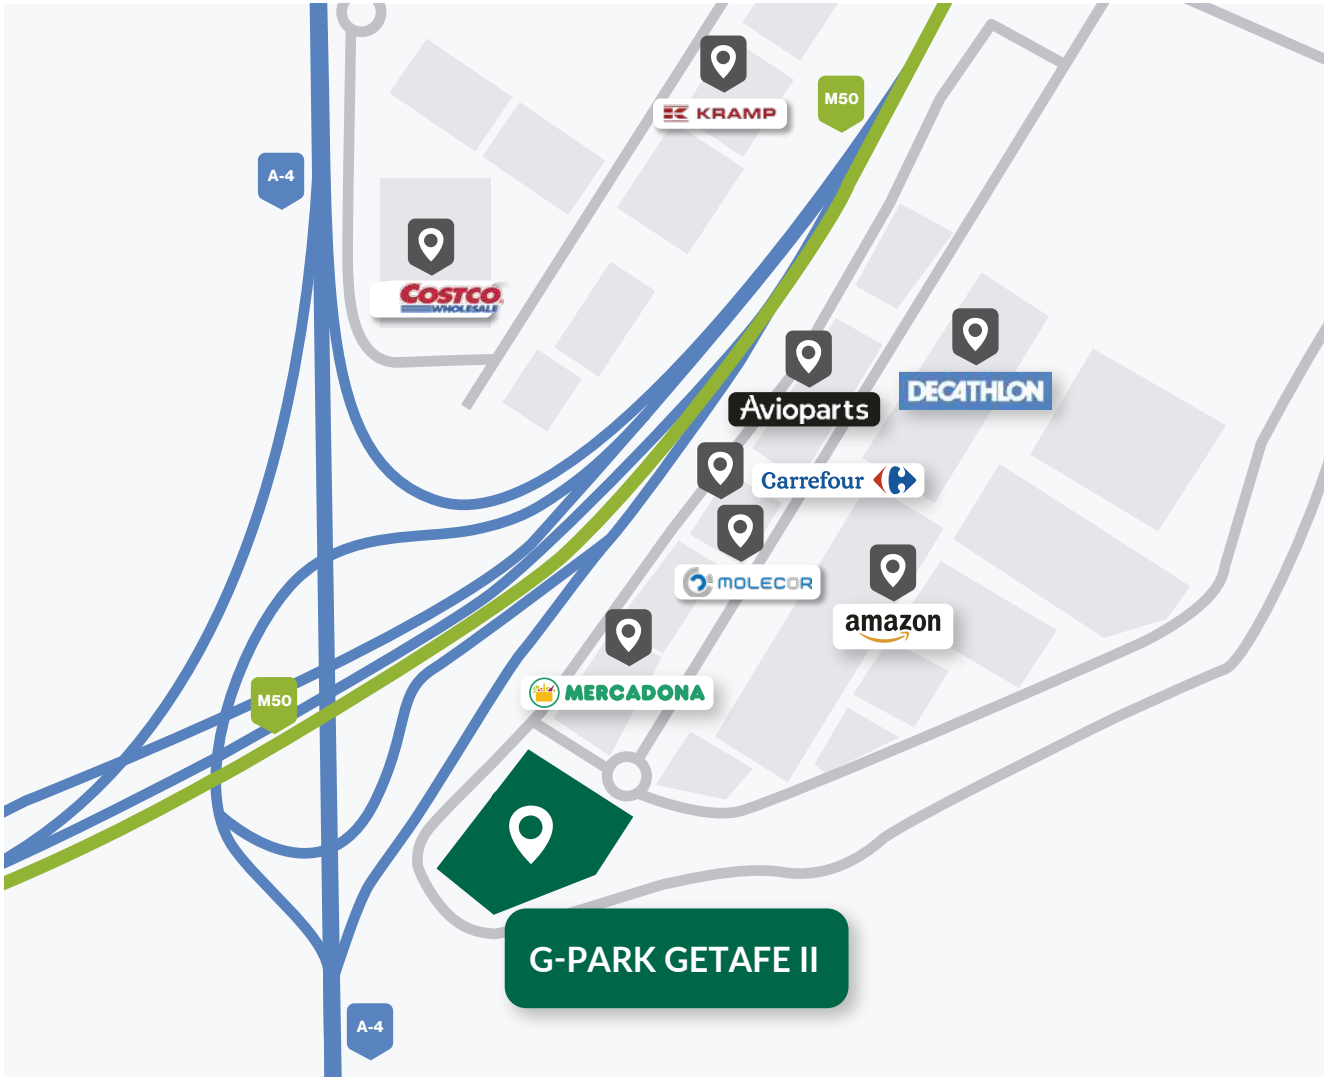 KRAMP
M50
A-4
COSTCO
WHOLESALE
Avioparts
DECATHLON
Carrefour
MOLECOR
amazon
MERCADONA
M50
G-PARK GETAFE II
A-4